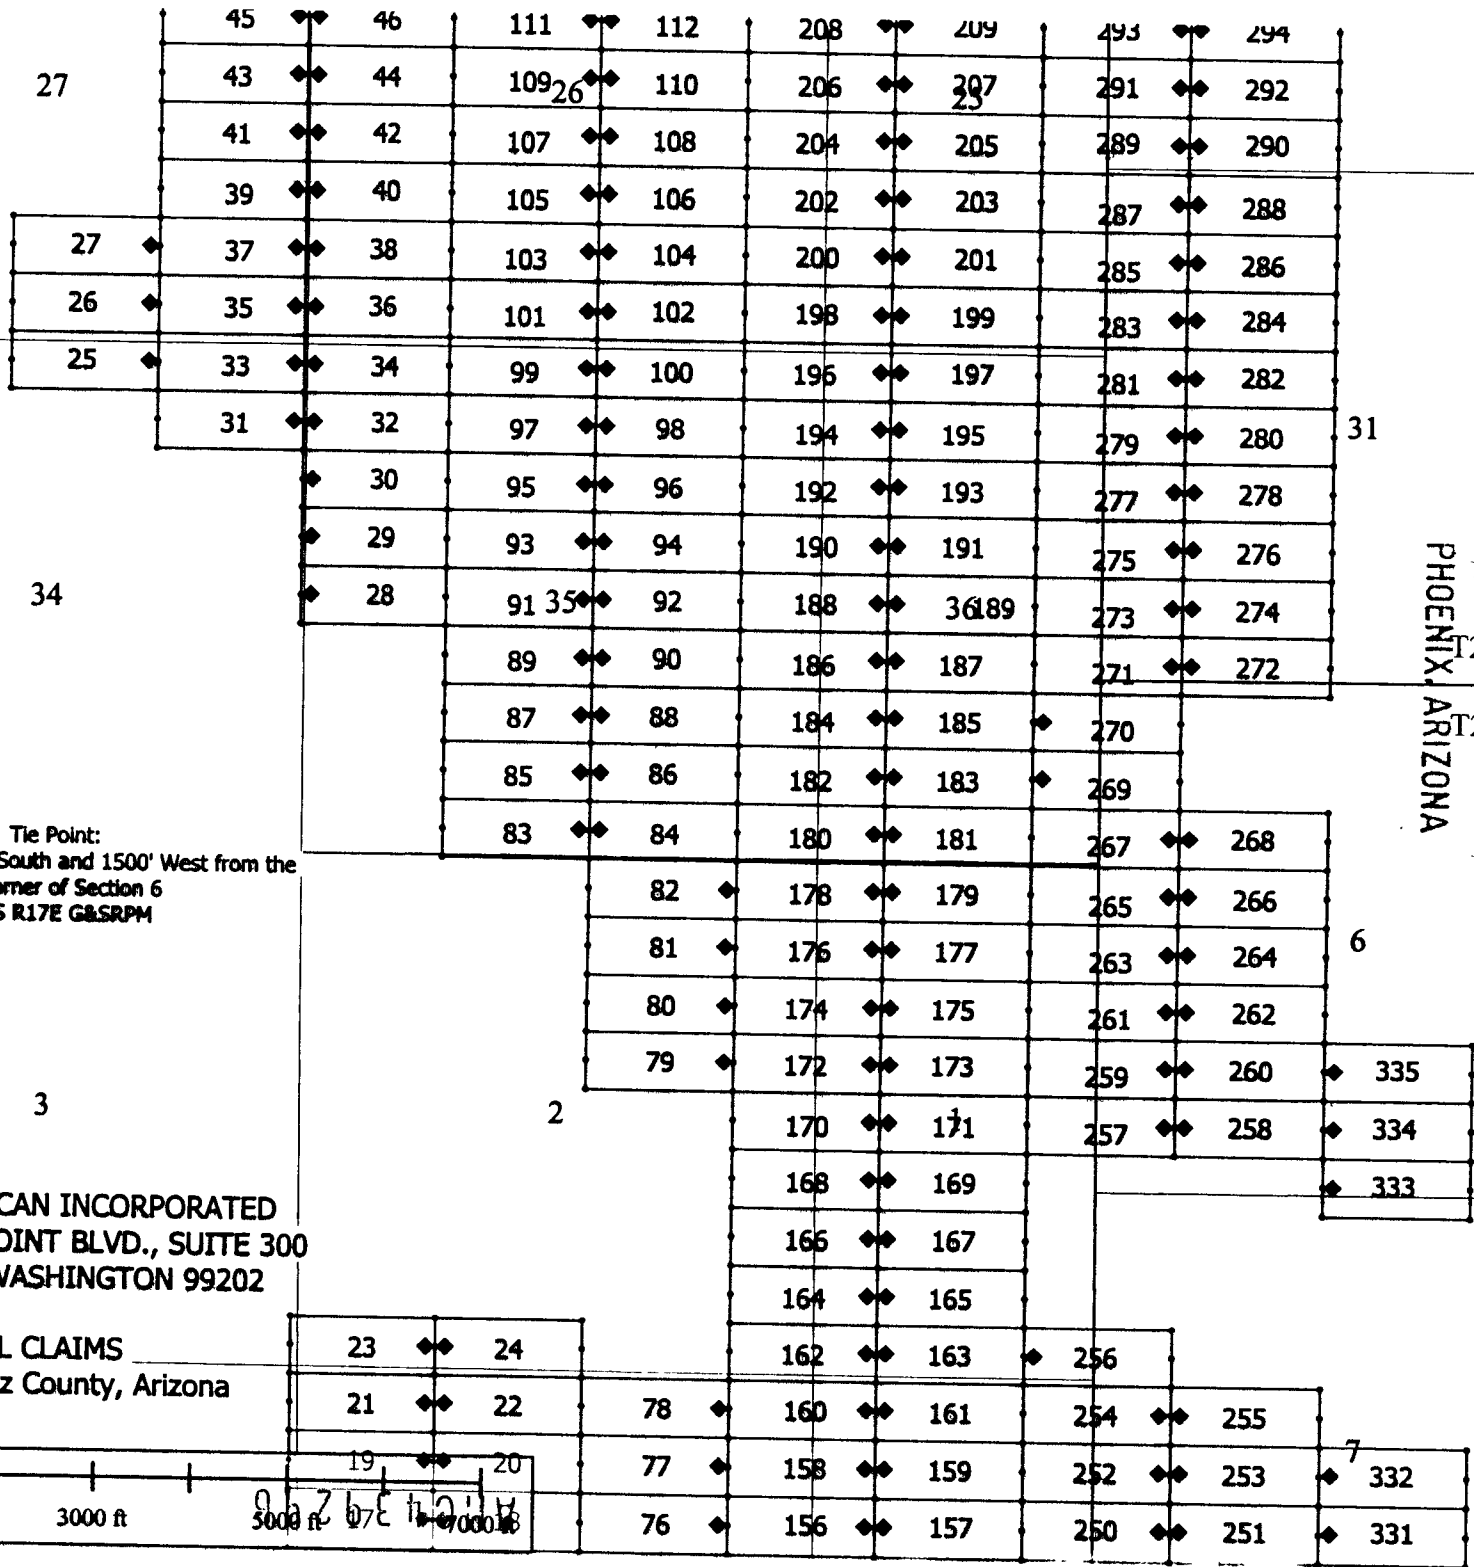 45 46 111 112 208 209 293 294
27 43 44 109 26 110 206 207 25 291 292
41 42 107 108 204 205 289 290
39 40 105 106 202 203 287 288
27 37 38 103 104 200 201 285 286
26 35 36 101 102 198 199 283 284
25 33 34 99 100 196 197 281 282
31 32 97 98 194 195 279 280 31
30 95 96 192 193 277 278
29 93 94 190 191 275 276
34 28 91 35 92 188 36 189 273 274
89 90 186 187 271 272
87 88 184 185 270
85 86 182 183 269
83 84 180 181 267 268
82 178 179 265 266
81 176 177 263 264 6
80 174 175 261 262
79 172 173 259 260 335
3 2 170 171 1 257 258 334
168 169 333
166 167
164 165
23 24 162 163 256
21 22 78 160 161 254 255
19 20 77 158 159 252 253 7 332
17 18 76 156 157 250 251 331
PHOENIX, ARIZONA
T2
T2
Tie Point:
South and 1500' West from the
orner of Section 6
S R17E G&SRPM
CAN INCORPORATED
OINT BLVD., SUITE 300
WASHINGTON 99202
L CLAIMS
z County, Arizona
3000 ft 5000 ft 7000 ft